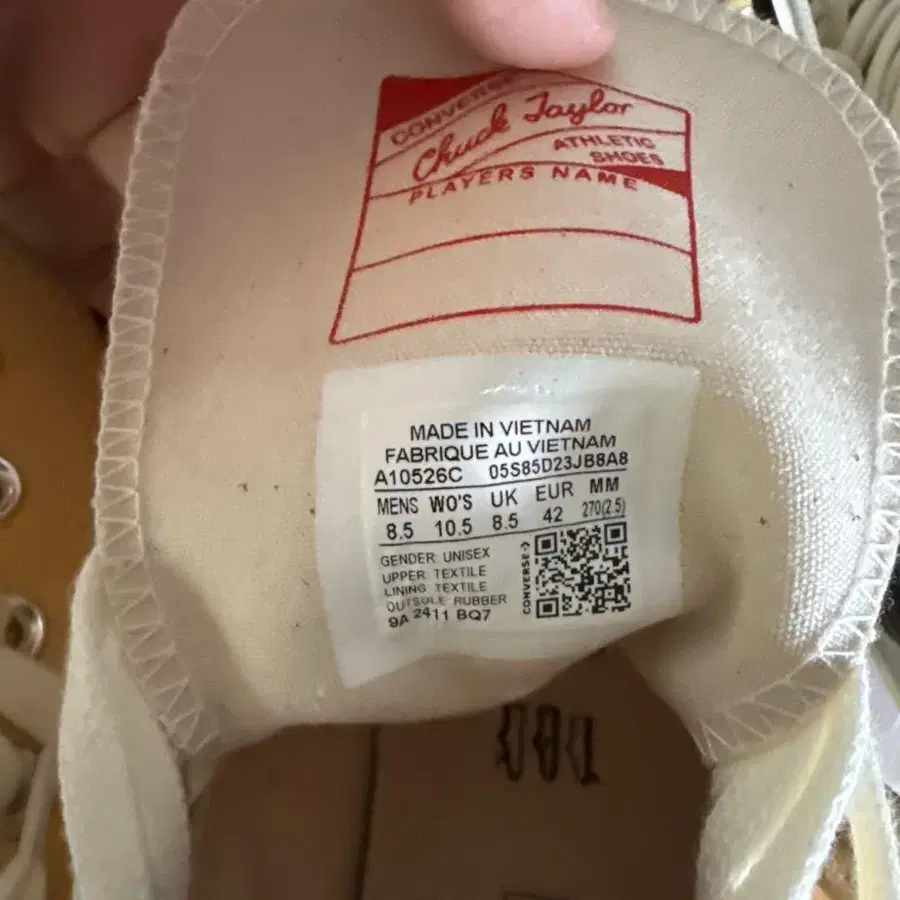 CONVERSE
Chuck Taylor
ATHLETIC
SHOES
PLAYERS NAME
MADE IN VIETNAM
FABRIQUE AU VIETNAM
A10526C 05S85D23JB8A8
MENS WO'S UK EUR MM
8.5 10.5 8.5 42 270(2.5)
GENDER: UNISEX
UPPER: TEXTILE
LINING: TEXTILE
OUTSOLE: RUBBER
9A 2411 BQ7
CONVERSE